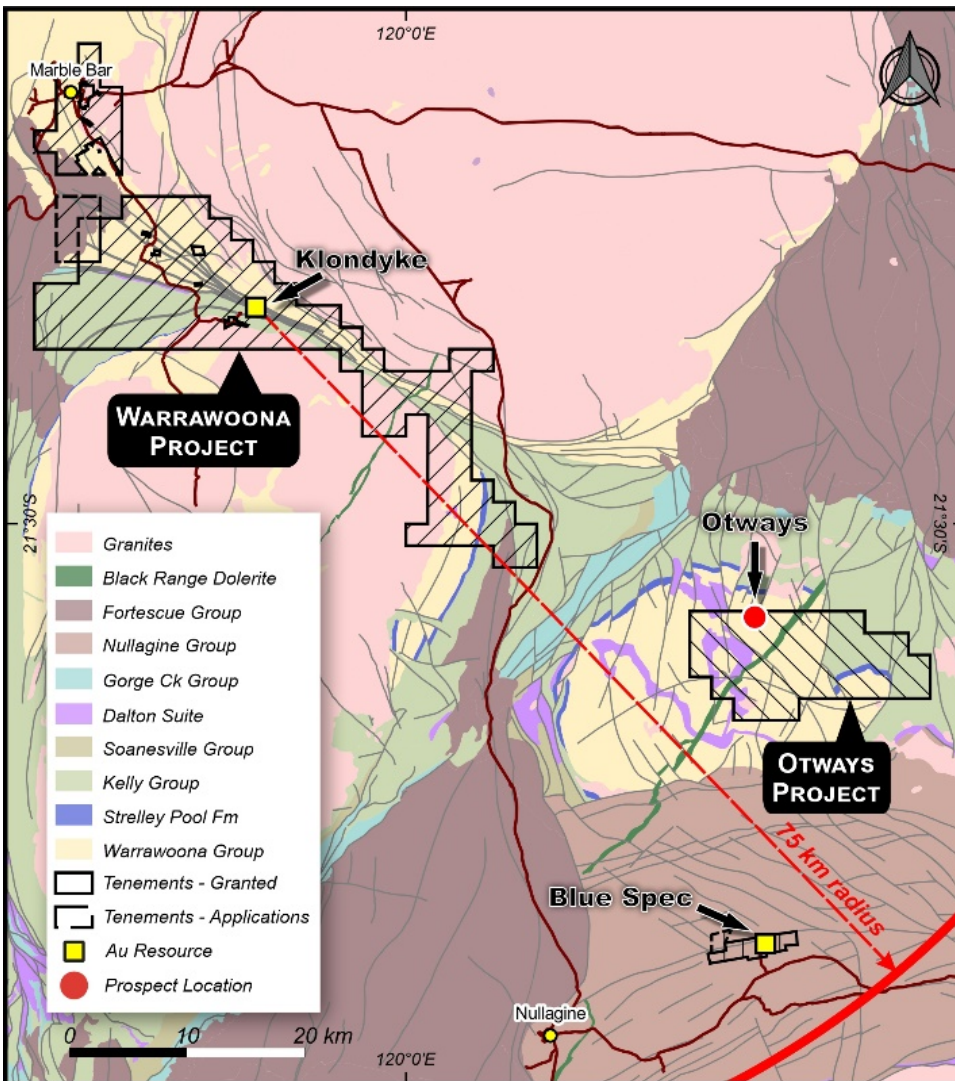 120°0'E
Marble Bar
Klondyke
WARRAWOONA
PROJECT
21°30'S
21°30'S
Otways
Granites
Black Range Dolerite
Fortescue Group
Nullagine Group
Gorge Ck Group
Dalton Suite
Soanesville Group
Kelly Group
Strelley Pool Fm
Warrawoona Group
Tenements - Granted
Tenements - Applications
Au Resource
Prospect Location
OTWAYS
PROJECT
75 km radius
Blue Spec
Nullagine
0 10 20 km
120°0'E